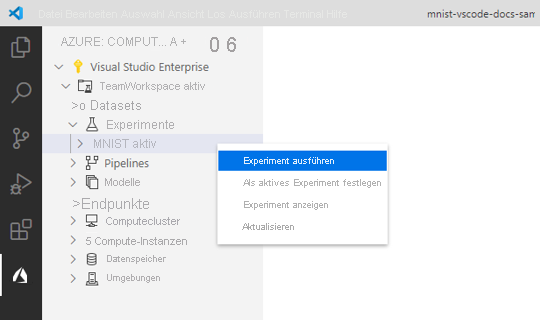 Datei Bearbeiten Auswahl Ansicht Los Ausführen Terminal Hilfe
mnist-vscode-docs-sam
AZURE: COMPUT... A + 0 6
Visual Studio Enterprise
TeamWorkspace aktiv
>o Datasets
Experimente
MNIST aktiv
Experiment ausführen
Pipelines
Als aktives Experiment festlegen
Modelle
Experiment anzeigen
>Endpunkte
Computecluster
Aktualisieren
5 Compute-Instanzen
Datenspeicher
Umgebungen